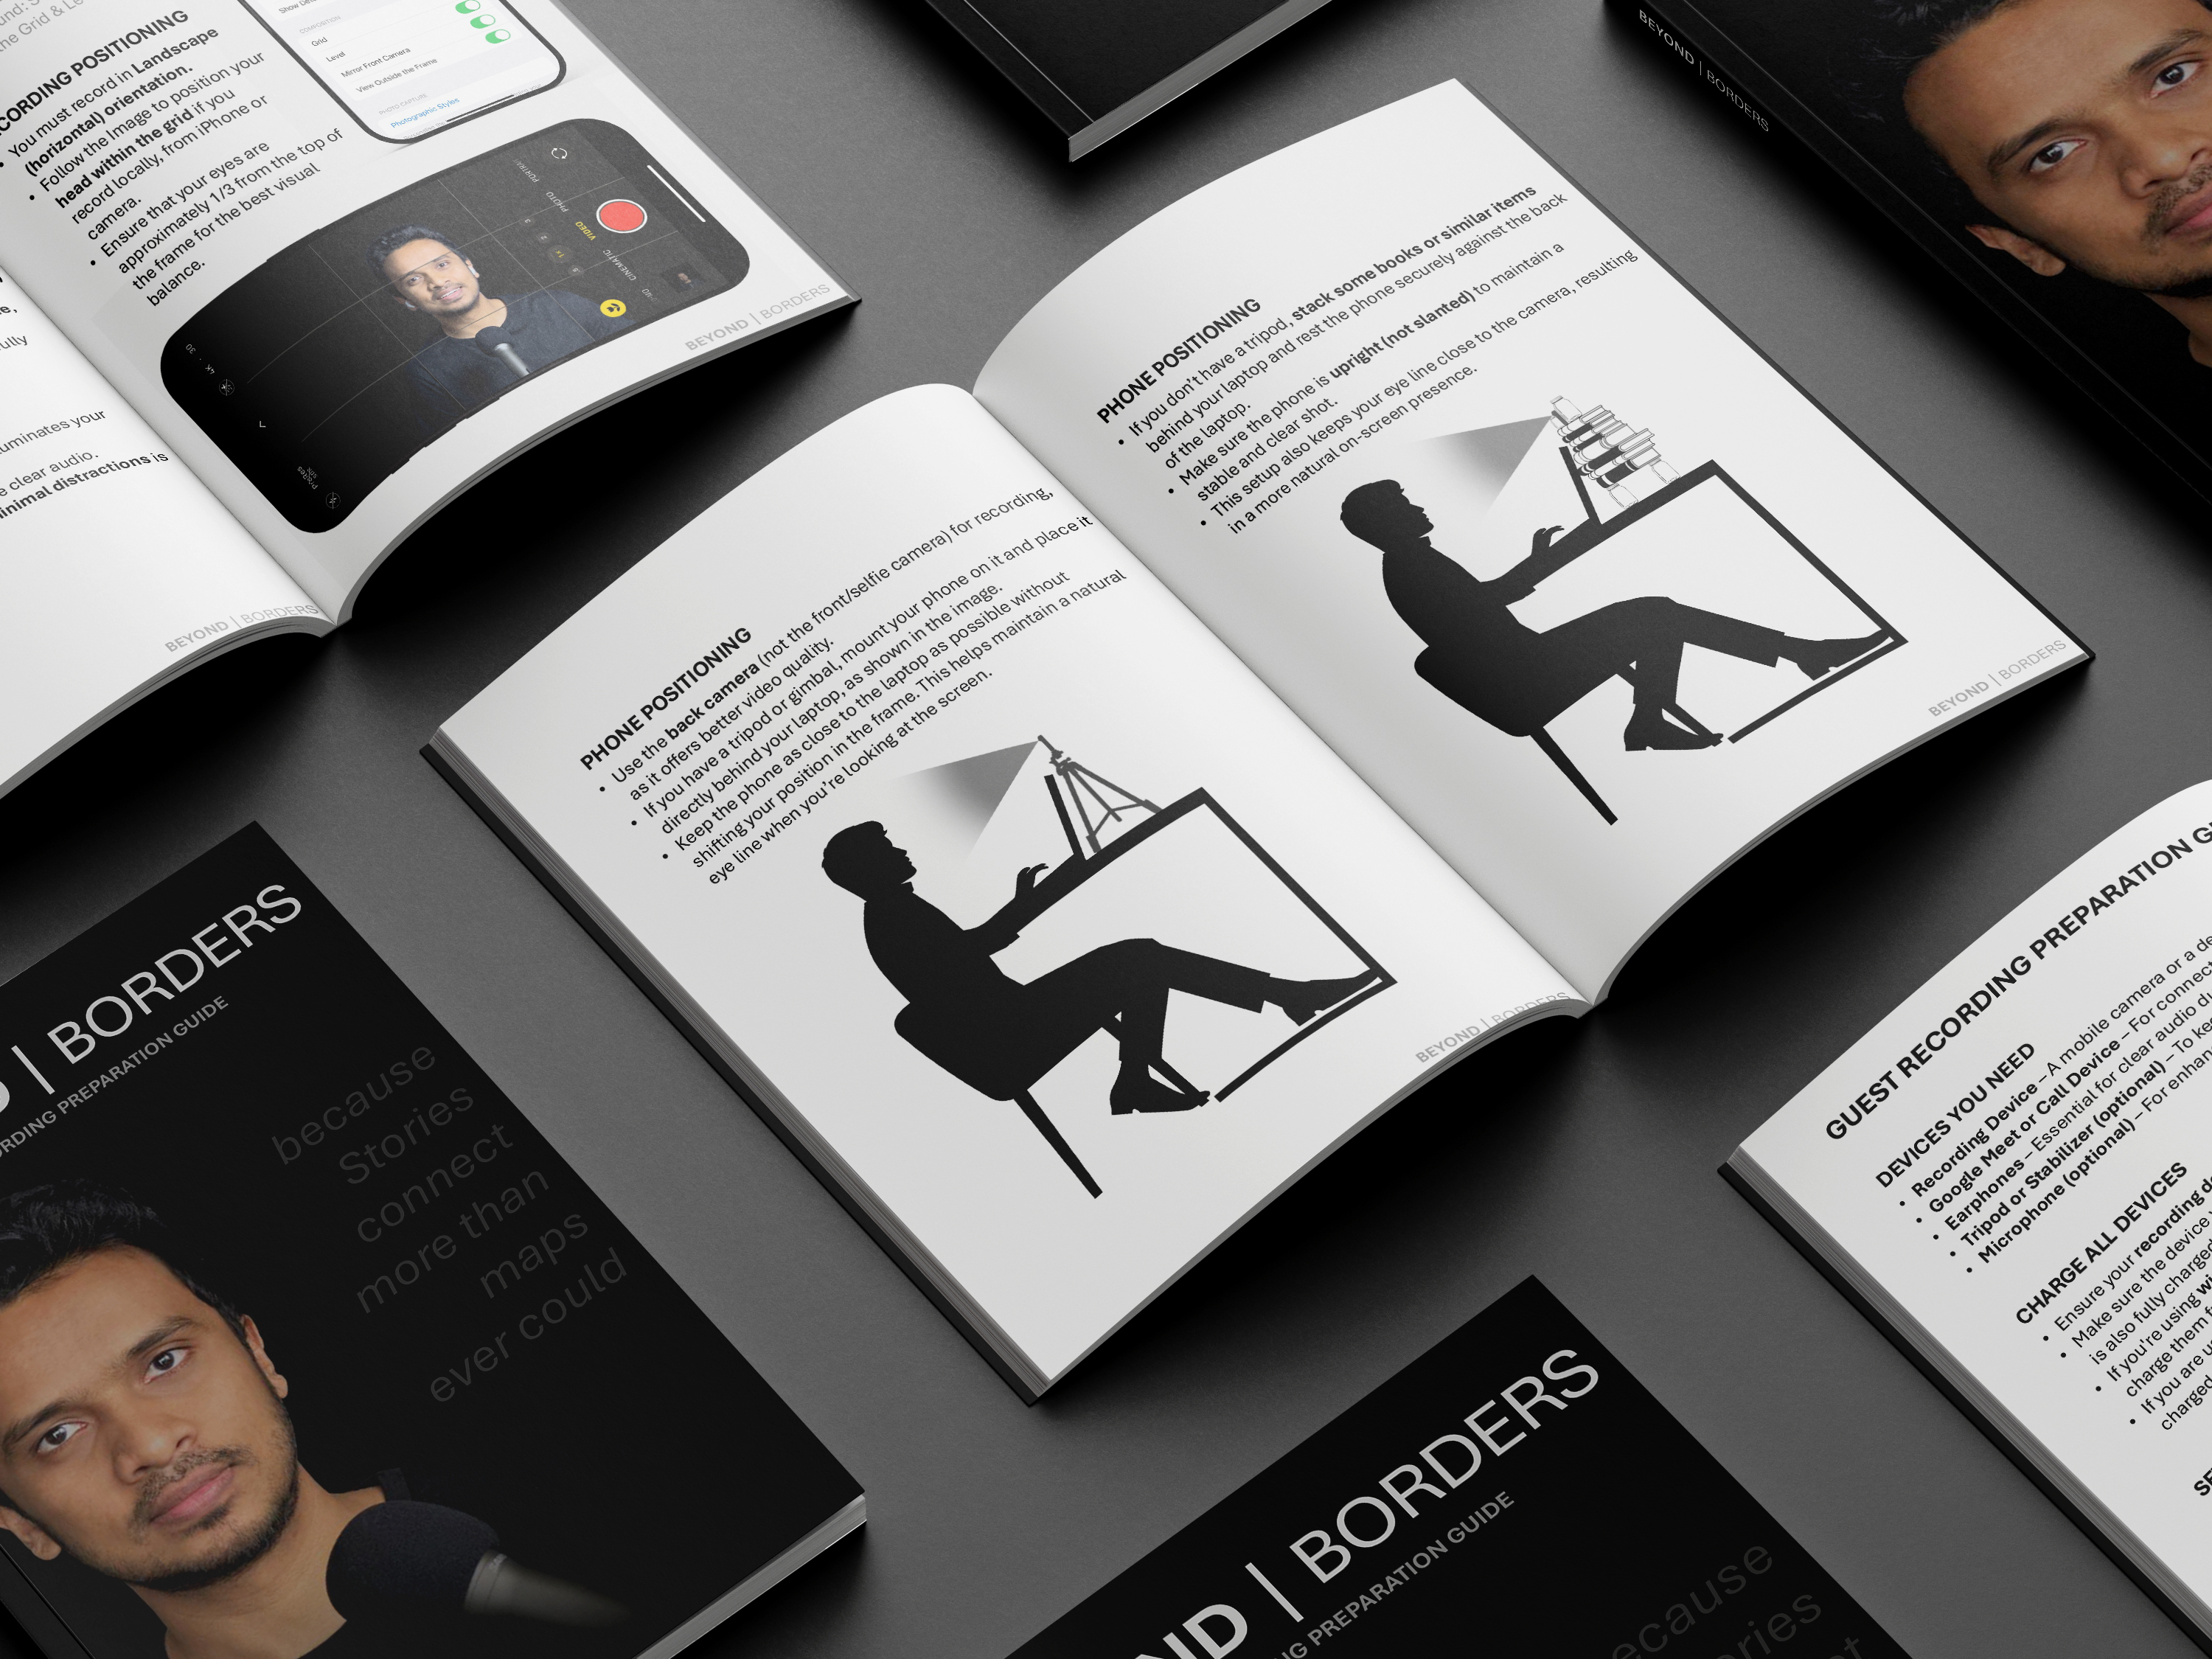 und: S
the Grid & Le
CORDING POSITIONING
• You must record in Landscape
(horizontal) orientation.
• Follow the Image to position your
head within the grid if you
record locally, from iPhone or
camera.
• Ensure that your eyes are
approximately 1/3 from the top of
the frame for the best visual
balance.
Show De
COMPOSITION
Grid
Level
Mirror Front Camera
View Outside the Frame
PHOTO CAPTURE
Photographic Styles
PHOTO
VIDEO
CINEMATIC
4K · 30
BEYOND | BORDERS
e,
ully
uminates your
e clear audio.
inimal distractions is
BEYOND | BORDERS
BEYOND | BORDERS
PHONE POSITIONING
• Use the back camera (not the front/selfie camera) for recording,
as it offers better video quality.
• If you have a tripod or gimbal, mount your phone on it and place it
directly behind your laptop, as shown in the image.
• Keep the phone as close to the laptop as possible without
shifting your position in the frame. This helps maintain a natural
eye line when you're looking at the screen.
BEYOND | BORDERS
PHONE POSITIONING
• If you don't have a tripod, stack some books or similar items
behind your laptop and rest the phone securely against the back
of the laptop.
• Make sure the phone is upright (not slanted) to maintain a
stable and clear shot.
• This setup also keeps your eye line close to the camera, resulting
in a more natural on-screen presence.
BEYOND | BORDERS
D | BORDERS
ORDING PREPARATION GUIDE
because
Stories
connect
more than
maps
ever could
ND | BORDERS
NG PREPARATION GUIDE
ecause
ories
GUEST RECORDING PREPARATION G
DEVICES YOU NEED
• Recording Device – A mobile camera or a de
• Google Meet or Call Device – For connect
• Earphones – Essential for clear audio du
• Tripod or Stabilizer (optional) – To kee
• Microphone (optional) – For enhan
CHARGE ALL DEVICES
• Ensure your recording de
• Make sure the device
is also fully charged
• If you're using wi
charge them f
• If you are u
charged
SE